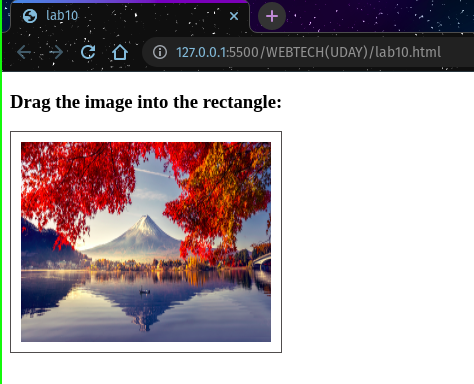 lab10
127.0.0.1:5500/WEBTECH(UDAY)/lab10.html
Drag the image into the rectangle: